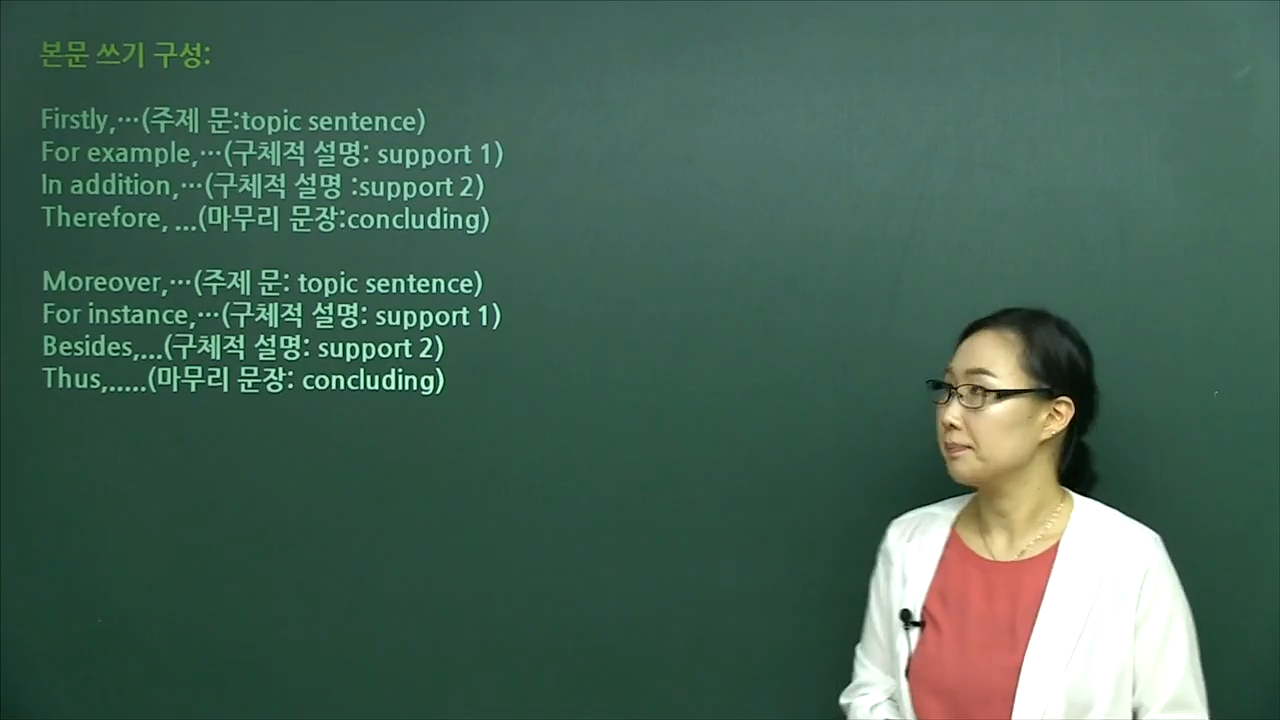 본문 쓰기 구성:
Firstly,…(주제 문:topic sentence)
For example,…(구체적 설명: support 1)
In addition,…(구체적 설명 :support 2)
Therefore, ...(마무리 문장:concluding)
Moreover,…(주제 문: topic sentence)
For instance,…(구체적 설명: support 1)
Besides,...(구체적 설명: support 2)
Thus,.....(마무리 문장: concluding)